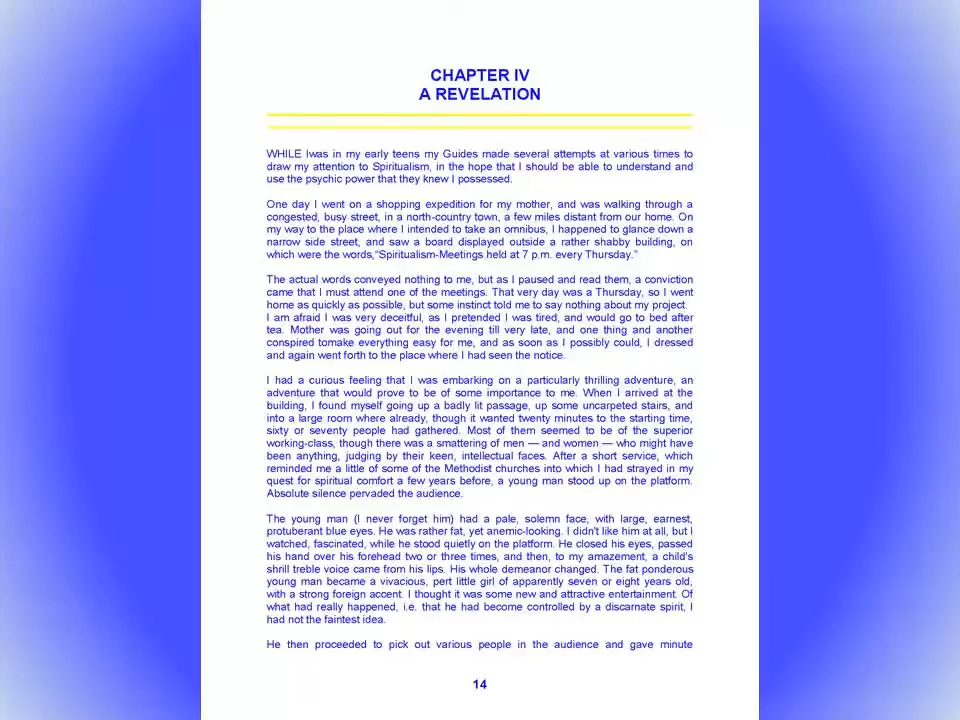 CHAPTER IV
A REVELATION
WHILE Iwas in my early teens my Guides made several attempts at various times to
draw my attention to Spiritualism, in the hope that I should be able to understand and
use the psychic power that they knew I possessed.
One day I went on a shopping expedition for my mother, and was walking through a
congested, busy street, in a north-country town, a few miles distant from our home. On
my way to the place where I intended to take an omnibus, I happened to glance down a
narrow side street, and saw a board displayed outside a rather shabby building, on
which were the words,“Spiritualism-Meetings held at 7 p.m. every Thursday.”
The actual words conveyed nothing to me, but as I paused and read them, a conviction
came that I must attend one of the meetings. That very day was a Thursday, so I went
home as quickly as possible, but some instinct told me to say nothing about my project.
I am afraid I was very deceitful, as I pretended I was tired, and would go to bed after
tea. Mother was going out for the evening till very late, and one thing and another
conspired tomake everything easy for me, and as soon as I possibly could, I dressed
and again went forth to the place where I had seen the notice.
I had a curious feeling that I was embarking on a particularly thrilling adventure, an
adventure that would prove to be of some importance to me. When I arrived at the
building, I found myself going up a badly lit passage, up some uncarpeted stairs, and
into a large room where already, though it wanted twenty minutes to the starting time,
sixty or seventy people had gathered. Most of them seemed to be of the superior
working-class, though there was a smattering of men — and women — who might have
been anything, judging by their keen, intellectual faces. After a short service, which
reminded me a little of some of the Methodist churches into which I had strayed in my
quest for spiritual comfort a few years before, a young man stood up on the platform.
Absolute silence pervaded the audience.
The young man (I never forget him) had a pale, solemn face, with large, earnest,
protuberant blue eyes. He was rather fat, yet anemic-looking. I didn't like him at all, but I
watched, fascinated, while he stood quietly on the platform. He closed his eyes, passed
his hand over his forehead two or three times, and then, to my amazement, a child's
shrill treble voice came from his lips. His whole demeanor changed. The fat ponderous
young man became a vivacious, pert little girl of apparently seven or eight years old,
with a strong foreign accent. I thought it was some new and attractive entertainment. Of
what had really happened, i.e. that he had become controlled by a discarnate spirit, I
had not the faintest idea.
He then proceeded to pick out various people in the audience and gave minute
14